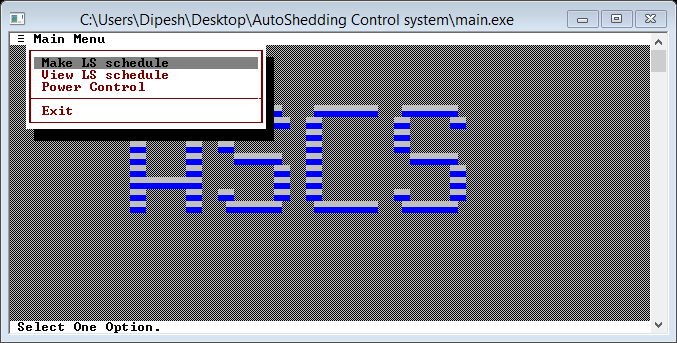 C:\Users\Dipesh\Desktop\AutoShedding Control system\main.exe
≡ Main Menu
Make LS schedule
View LS schedule
Power Control
Exit
ASCS
Select One Option.